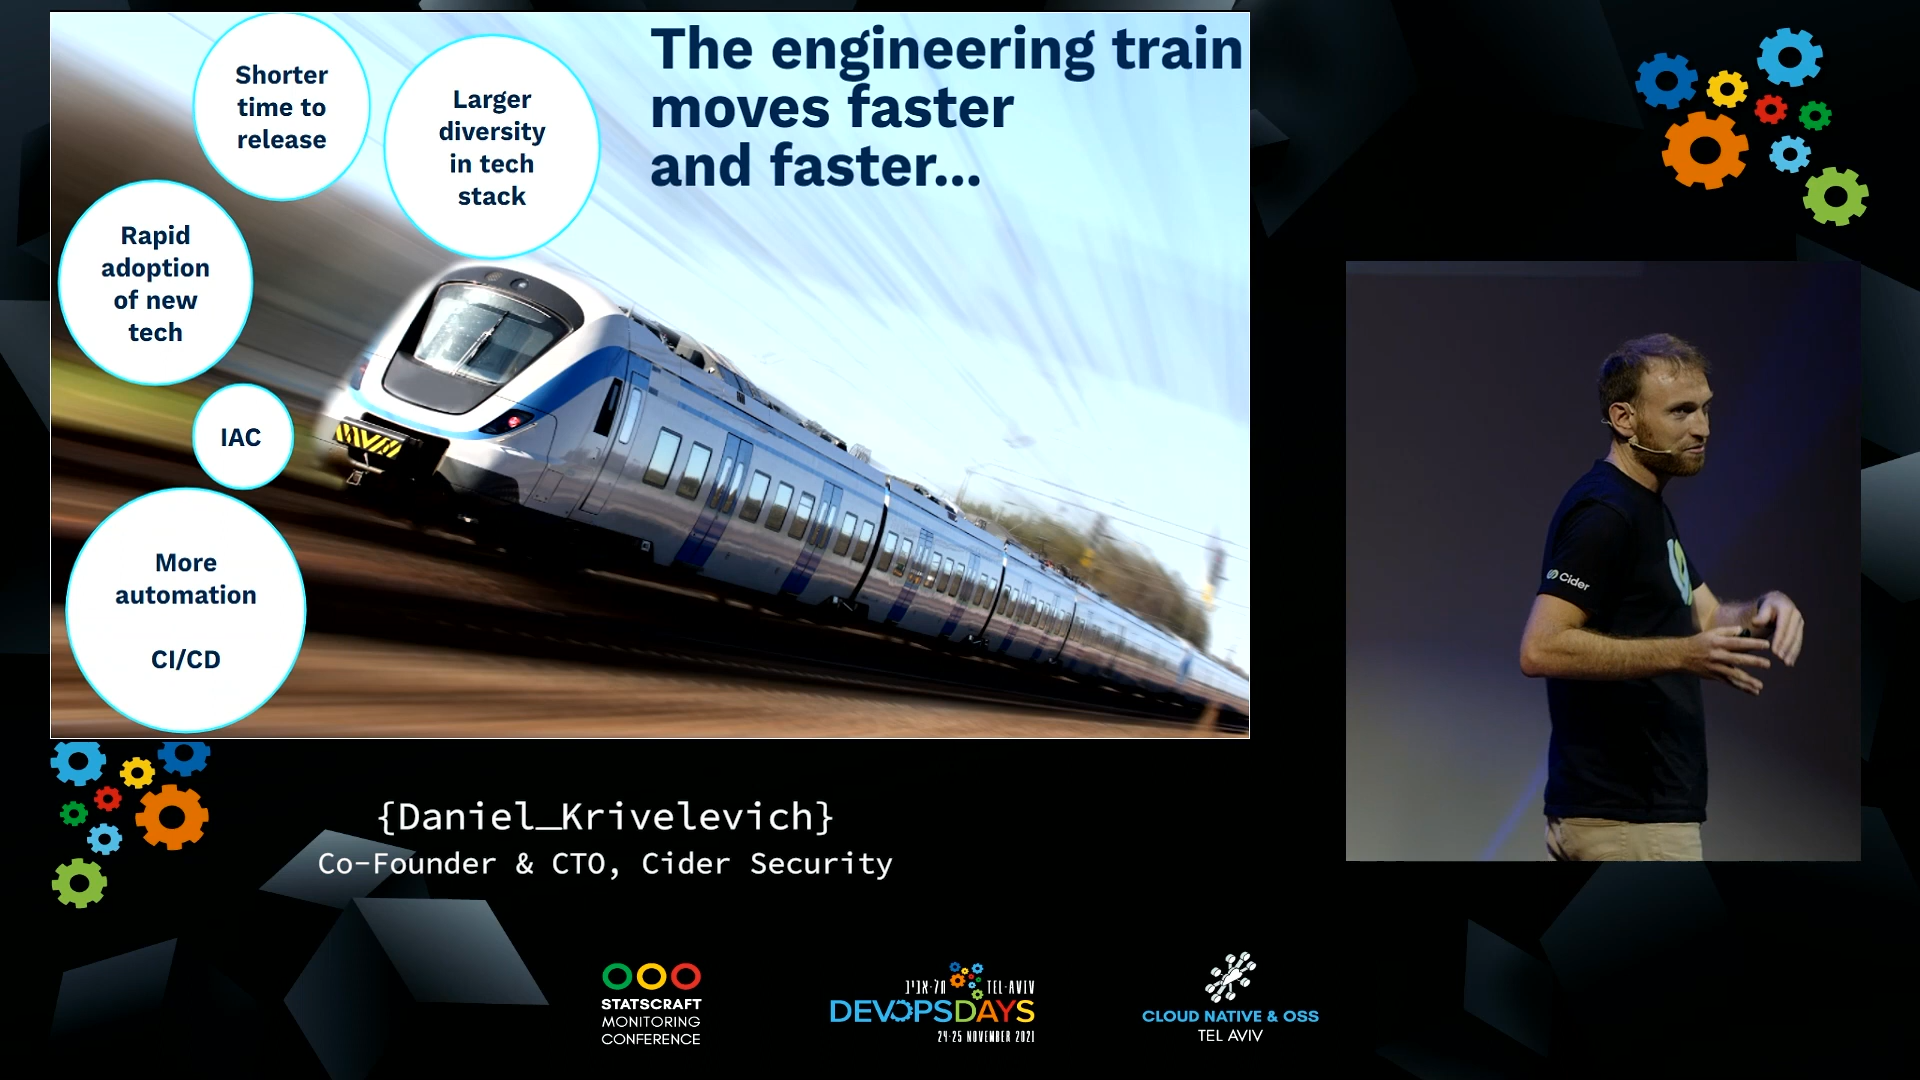 The engineering train
moves faster
and faster...
Shorter
time to
release
Larger
diversity
in tech
stack
Rapid
adoption
of new
tech
IAC
More
automation
CI/CD
Cider
{Daniel_Krivelevich}
Co-Founder & CTO, Cider Security
STATSCRAFT
MONITORING
CONFERENCE
תל-אביב TEL-AVIV
DEVOPSDAYS
24-25 NOVEMBER 2021
CLOUD NATIVE & OSS
TEL AVIV